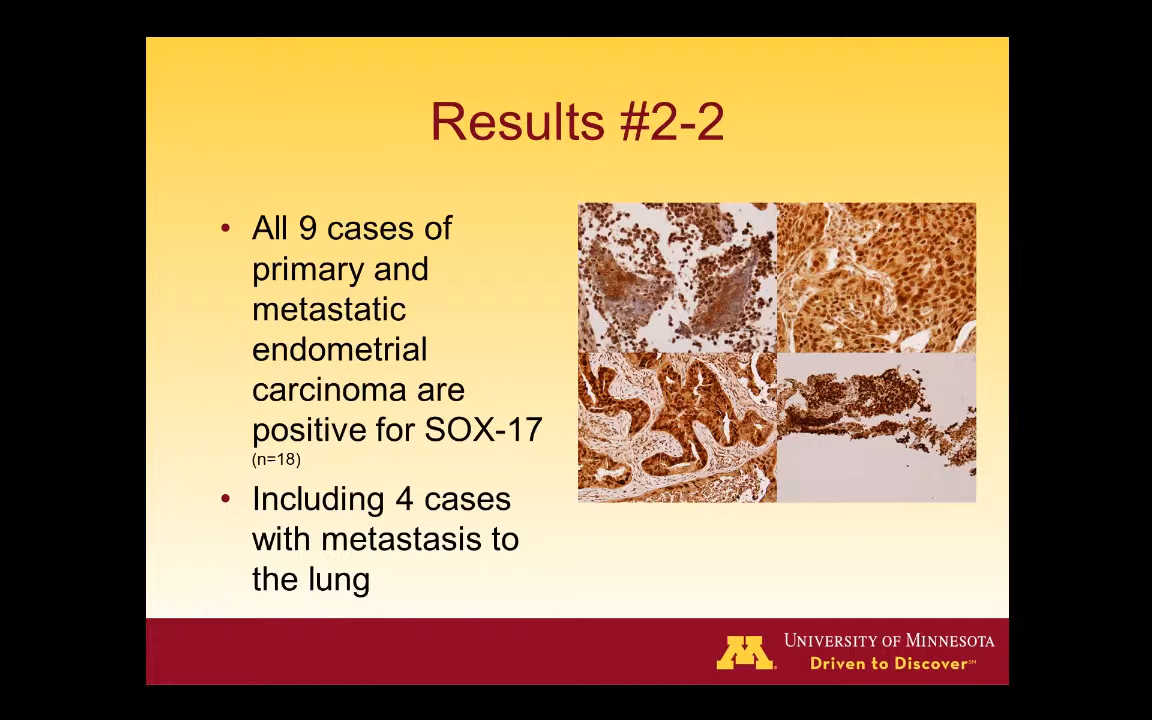 Results #2-2
• All 9 cases of
primary and
metastatic
endometrial
carcinoma are
positive for SOX-17
(n=18)
• Including 4 cases
with metastasis to
the lung
M
UNIVERSITY OF MINNESOTA
Driven to Discover℠